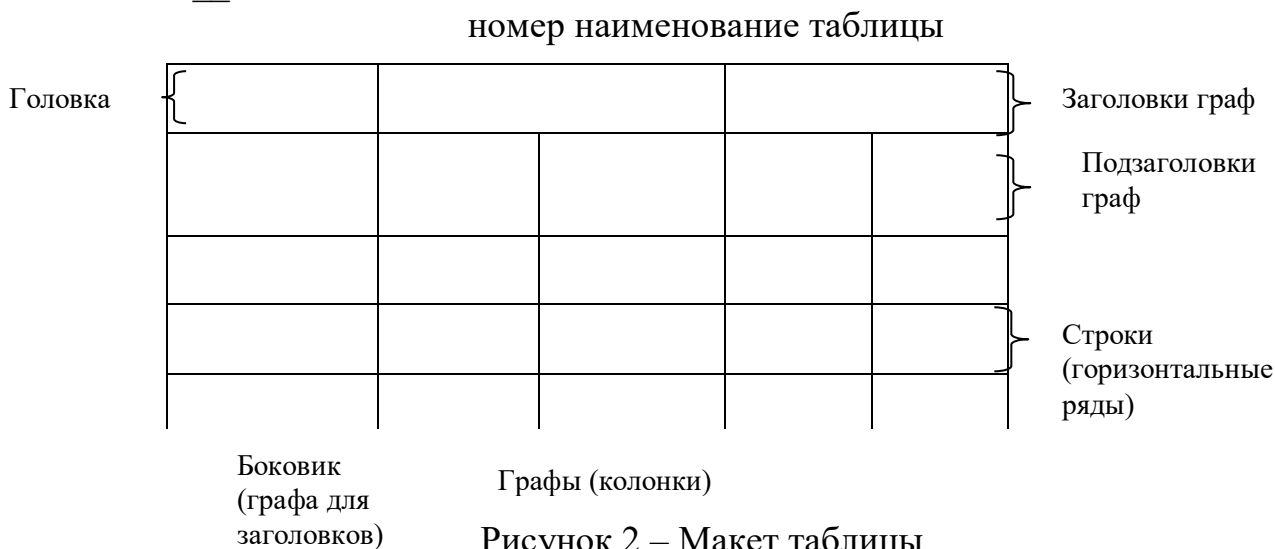 номер наименование таблицы
Головка
Заголовки граф
Подзаголовки
граф
Строки
(горизонтальные
ряды)
Боковик
(графа для
заголовков)
Графы (колонки)
Рисунок 2 – Макет таблицы